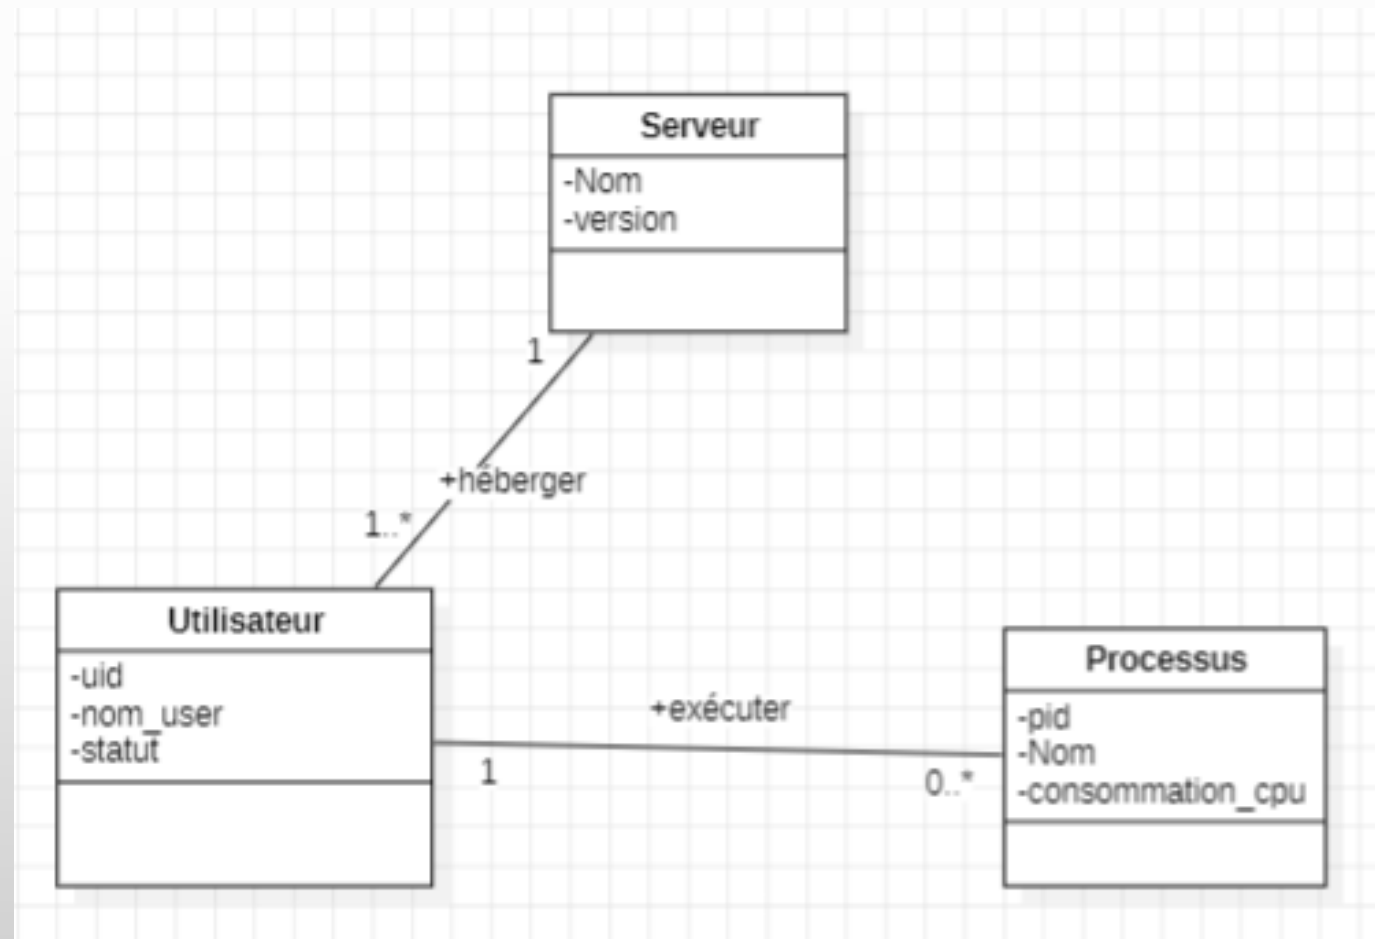 Serveur
-Nom
-version
1
+héberger
1..*
Utilisateur
-uid
-nom_user
-statut
+exécuter
1
0..*
Processus
-pid
-Nom
-consommation_cpu